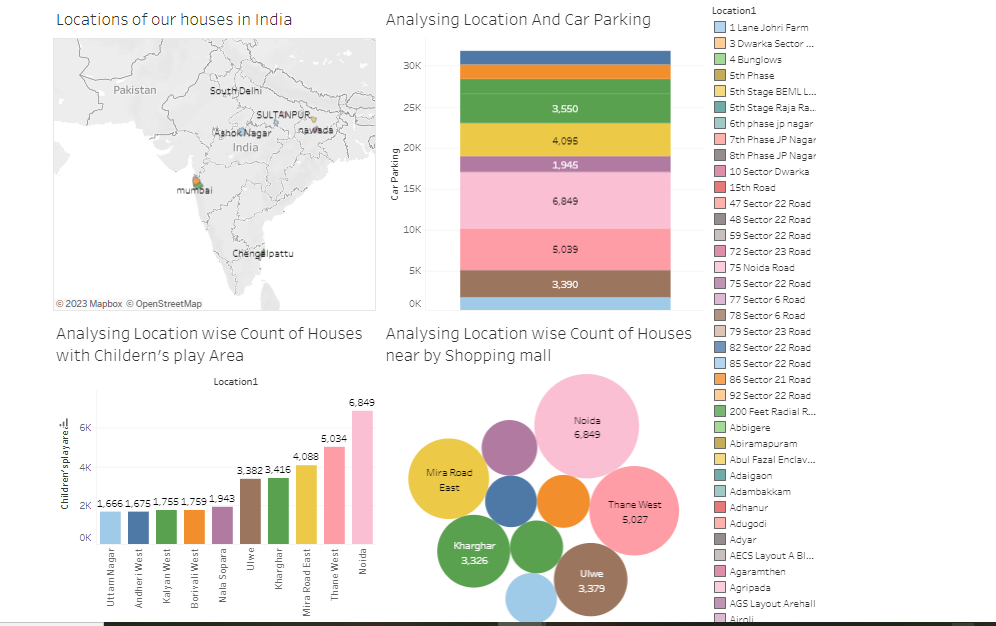 Locations of our houses in India
Pakistan
South Delhi
SULTANPUR
Ashok Nagar
nawada
India
mumbai
Chengalpattu
© 2023 Mapbox © OpenStreetMap
Analysing Location And Car Parking
Car Parking
30K
25K
20K
15K
10K
5K
0K
3,550
4,095
1,945
6,849
5,039
3,390
Analysing Location wise Count of Houses
with Childern's play Area
Location1
Children'splayarea
6K
4K
2K
0K
1,666
1,675
1,755
1,759
1,943
3,382
3,416
4,088
5,034
6,849
Uttam Nagar
Andheri West
Kalyan West
Borivali West
Nala Sopara
Ulwe
Kharghar
Mira Road East
Thane West
Noida
Analysing Location wise Count of Houses
near by Shopping mall
Noida
6,849
Mira Road
East
Thane West
5,027
Kharghar
3,326
Ulwe
3,379
Location1
1 Lane Johri Farm
3 Dwarka Sector ...
4 Bunglows
5th Phase
5th Stage BEML L...
5th Stage Raja Ra...
6th phase jp nagar
7th Phase JP Nagar
8th Phase JP Nagar
10 Sector Dwarka
15th Road
47 Sector 22 Road
48 Sector 22 Road
59 Sector 22 Road
72 Sector 23 Road
75 Noida Road
75 Sector 22 Road
77 Sector 6 Road
78 Sector 6 Road
79 Sector 23 Road
82 Sector 22 Road
85 Sector 22 Road
86 Sector 21 Road
92 Sector 22 Road
200 Feet Radial R...
Abbigere
Abiramapuram
Abul Fazal Enclav...
Adaigaon
Adambakkam
Adhanur
Adugodi
Adyar
AECS Layout A Bl...
Agaramthen
Agripada
AGS Layout Arehall
Airoli